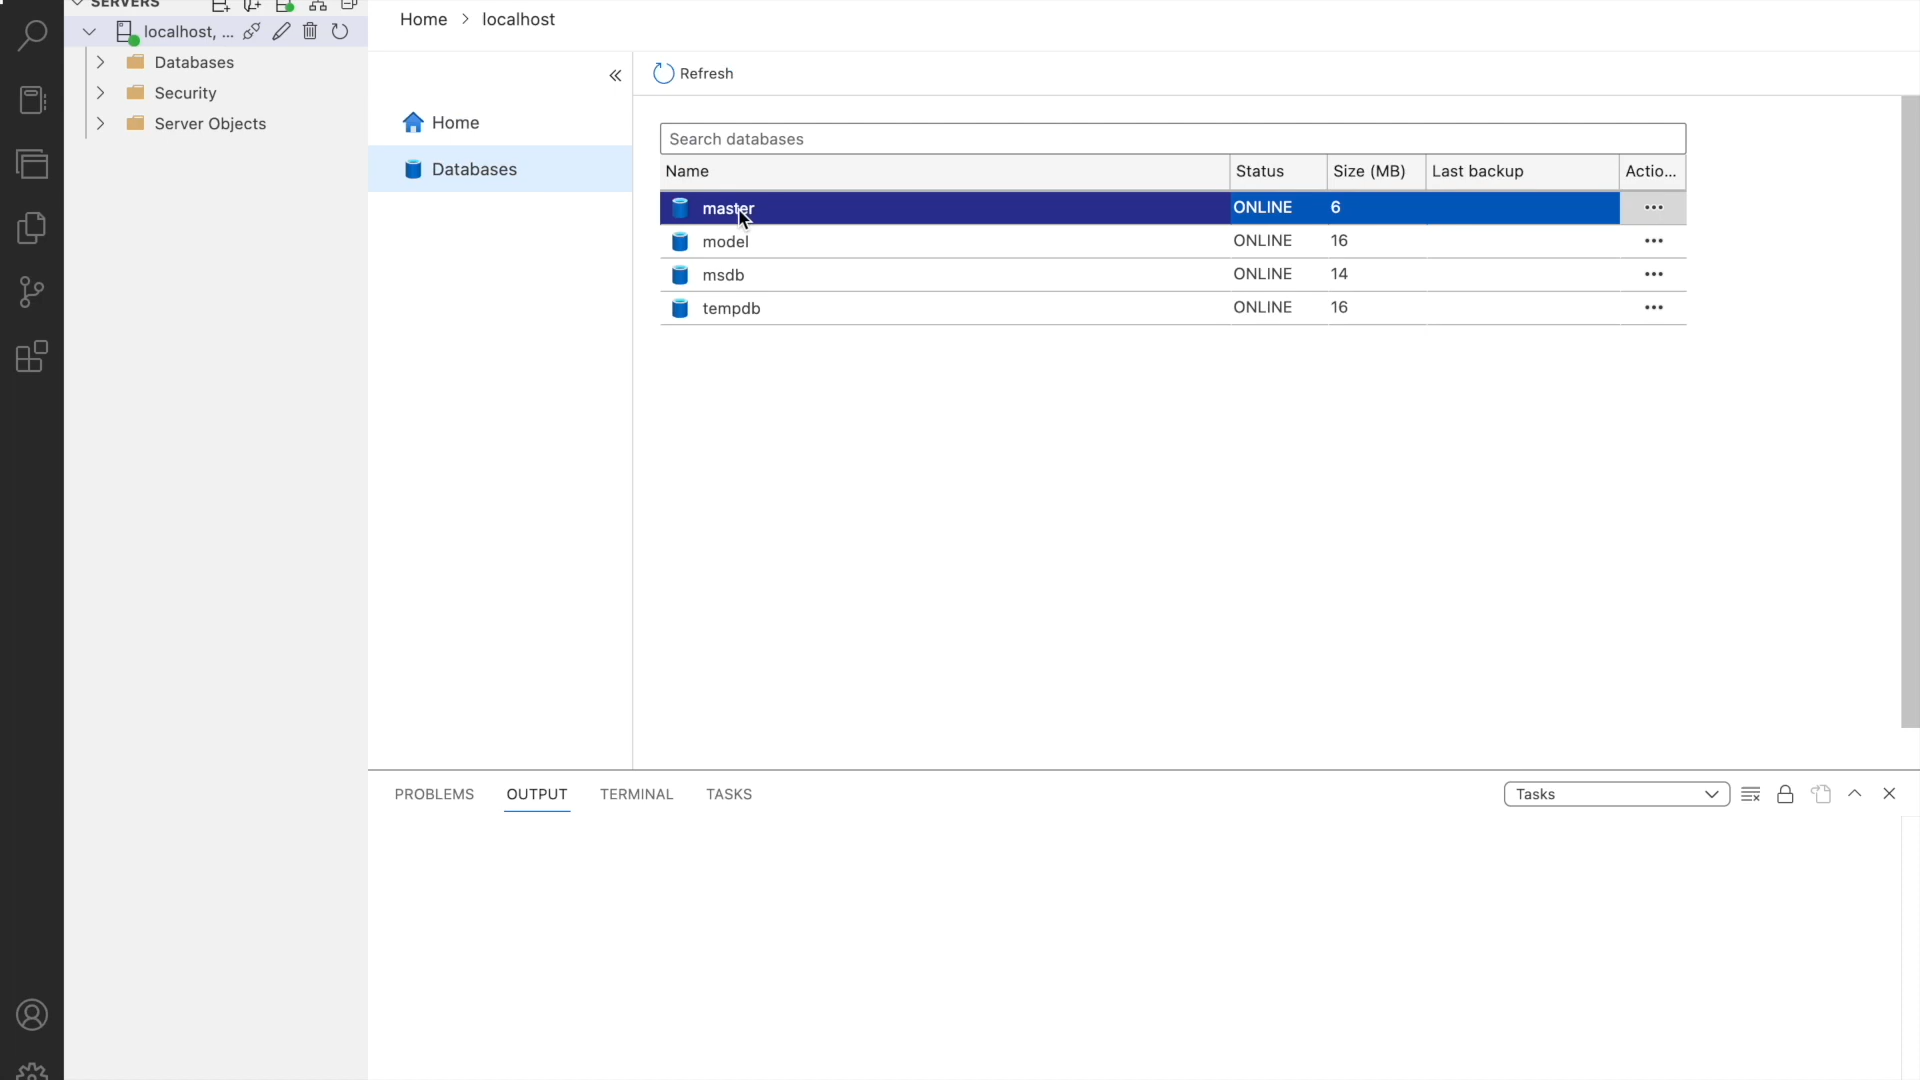 SERVERS
localhost, ...
Databases
Security
Server Objects
Home > localhost
Home
Databases
Refresh
Search databases
Name Status Size (MB) Last backup Actio...
master ONLINE 6
model ONLINE 16
msdb ONLINE 14
tempdb ONLINE 16
PROBLEMS OUTPUT TERMINAL TASKS
Tasks